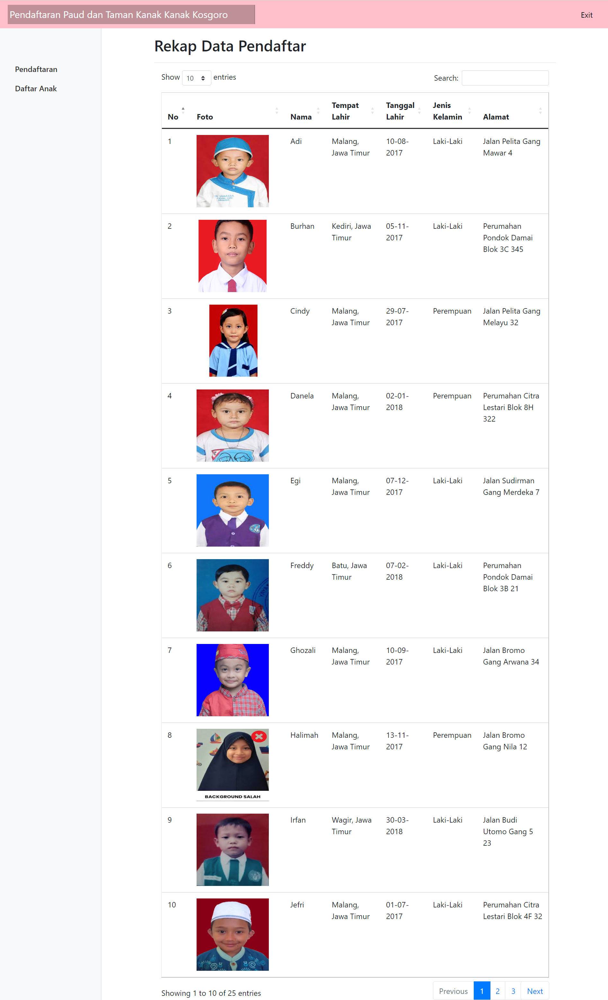 Pendaftaran Paud dan Taman Kanak Kanak Kosgoro
Exit
Pendaftaran
Daftar Anak
Rekap Data Pendaftar
Show 10 entries
Search:
No
Foto
Nama
Tempat
Lahir
Tanggal
Lahir
Jenis
Kelamin
Alamat
1
Adi
Malang,
Jawa Timur
10-08-
2017
Laki-Laki
Jalan Pelita Gang
Mawar 4
2
Burhan
Kediri, Jawa
Timur
05-11-
2017
Laki-Laki
Perumahan
Pondok Damai
Blok 3C 345
3
Cindy
Malang,
Jawa Timur
29-07-
2017
Perempuan
Jalan Pelita Gang
Melayu 32
4
Danela
Malang,
Jawa Timur
02-01-
2018
Perempuan
Perumahan Citra
Lestari Blok 8H
322
5
Egi
Malang,
Jawa Timur
07-12-
2017
Laki-Laki
Jalan Sudirman
Gang Merdeka 7
6
Freddy
Batu, Jawa
Timur
07-02-
2018
Laki-Laki
Perumahan
Pondok Damai
Blok 3B 21
7
Ghozali
Malang,
Jawa Timur
10-09-
2017
Laki-Laki
Jalan Bromo
Gang Arwana 34
8
BACKGROUND SALAH
Halimah
Malang,
Jawa Timur
13-11-
2017
Perempuan
Jalan Bromo
Gang Nila 12
9
Irfan
Wagir, Jawa
Timur
30-03-
2018
Laki-Laki
Jalan Budi
Utomo Gang 5
23
10
Jefri
Malang,
Jawa Timur
01-07-
2017
Laki-Laki
Perumahan Citra
Lestari Blok 4F 32
Showing 1 to 10 of 25 entries
Previous 1 2 3 Next